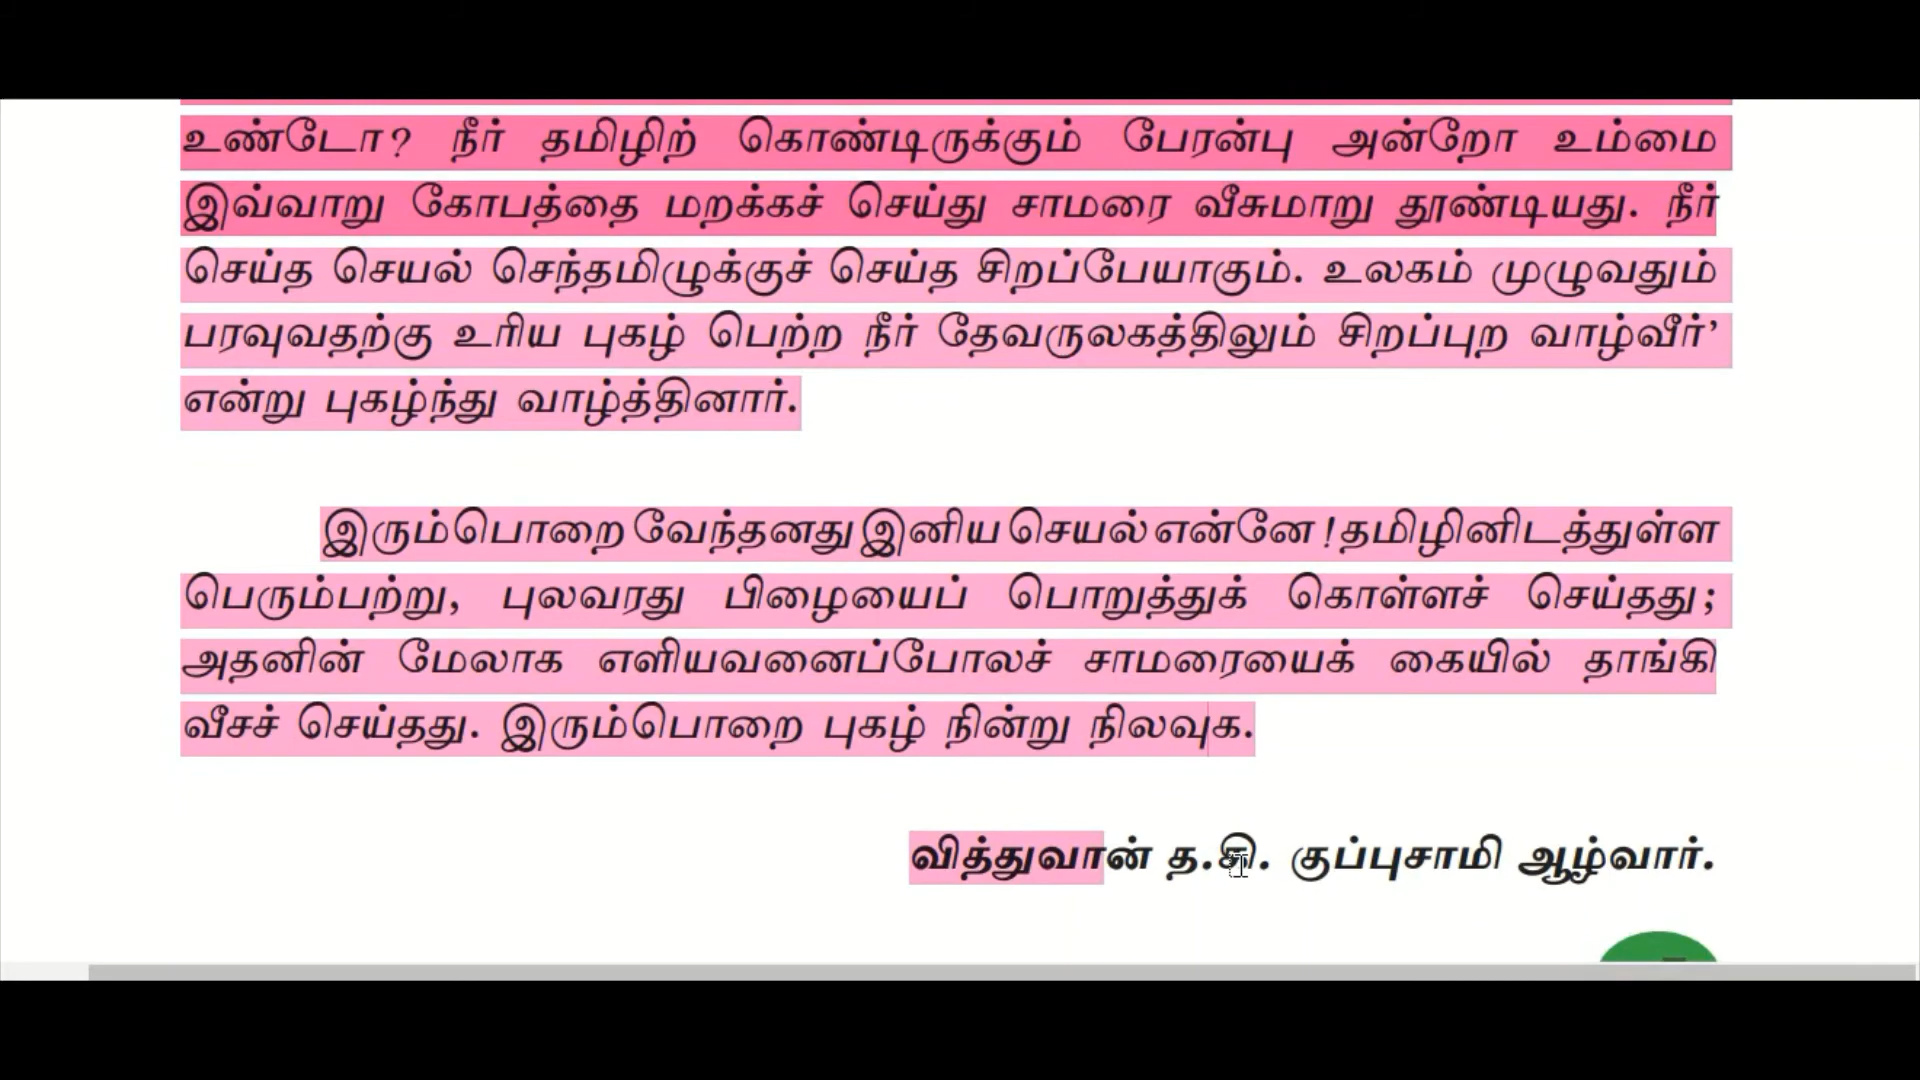 உண்டோ? நீர் தமிழிற் கொண்டிருக்கும் பேரன்பு அன்றோ உம்மை
இவ்வாறு கோபத்தை மறக்கச் செய்து சாமரை வீசுமாறு தூண்டியது. நீர்
செய்த செயல் செந்தமிழுக்குச் செய்த சிறப்பேயாகும். உலகம் முழுவதும்
பரவுவதற்கு உரிய புகழ் பெற்ற நீர் தேவருலகத்திலும் சிறப்புற வாழ்வீர்’
என்று புகழ்ந்து வாழ்த்தினார்.
இரும்பொறை வேந்தனது இனிய செயல் என்னே! தமிழினிடத்துள்ள
பெரும்பற்று, புலவரது பிழையைப் பொறுத்துக் கொள்ளச் செய்தது;
அதனின் மேலாக எளியவனைப்போலச் சாமரையைக் கையில் தாங்கி
வீசச் செய்தது. இரும்பொறை புகழ் நின்று நிலவுக.
வித்துவான் த.சி. குப்புசாமி ஆழ்வார்.